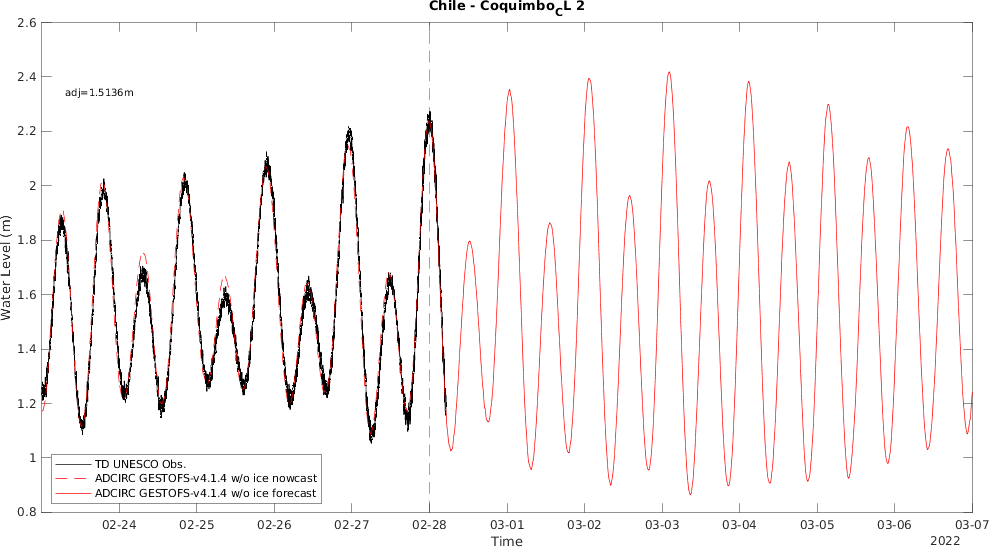 Chile - Coquimbo_CL 2
2.6
2.4
2.2
2
1.8
1.6
1.4
1.2
1
0.8
Water Level (m)
adj=1.5136m
TD UNESCO Obs.
ADCIRC GESTOFS-v4.1.4 w/o ice nowcast
ADCIRC GESTOFS-v4.1.4 w/o ice forecast
02-24 02-25 02-26 02-27 02-28 03-01 03-02 03-03 03-04 03-05 03-06 03-07
Time
2022